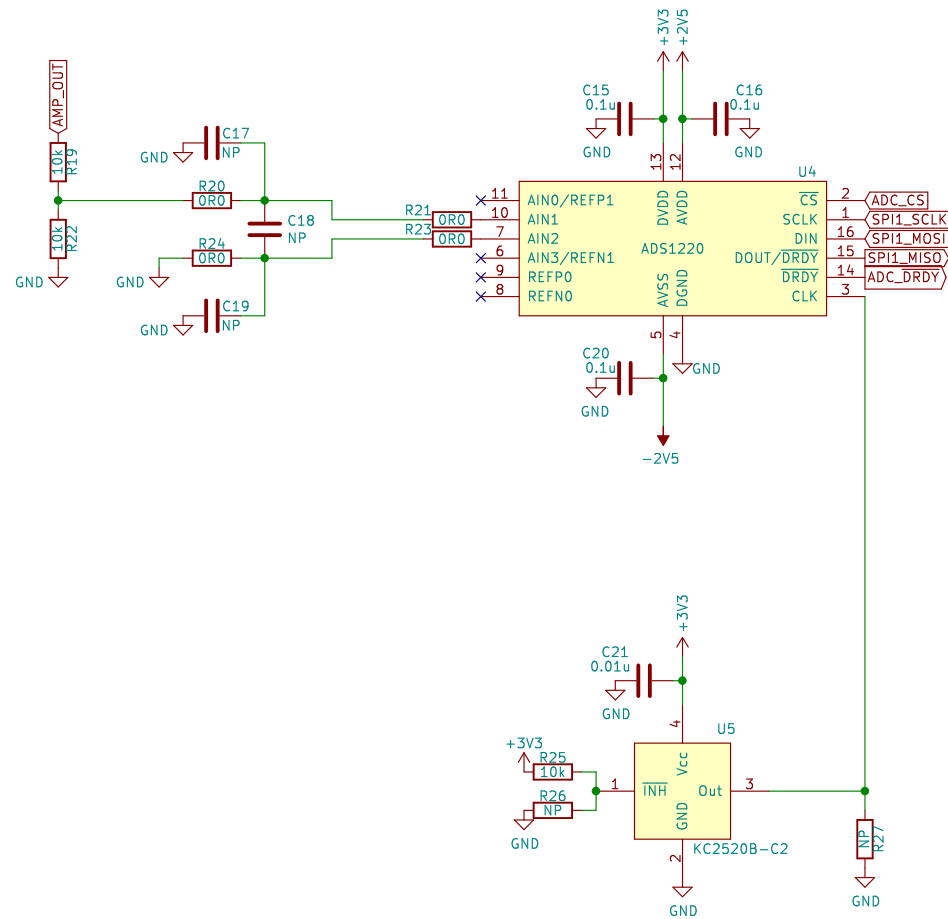 +3V3
+2V5
AMP_OUT
10k
R19
C15
0.1u
GND
C16
0.1u
GND
C17
NP
GND
13
12
U4
R20
0R0
C18
NP
R21
0R0
R23
0R0
10k
R22
GND
R24
0R0
GND
C19
NP
GND
11
10
7
6
9
8
AIN0/REFP1
AIN1
AIN2
AIN3/REFN1
REFP0
REFN0
DVDD
AVDD
ADS1220
AVSS
DGND
CS
SCLK
DIN
DOUT/DRDY
DRDY
CLK
2
1
16
15
14
3
ADC_CS
SPI1_SCLK
SPI1_MOSI
SPI1_MISO
ADC_DRDY
5
4
C20
0.1u
GND
GND
-2V5
+3V3
C21
0.01u
GND
4
U5
+3V3
R25
10k
R26
NP
GND
1
INH
Vcc
GND
Out
3
2
KC2520B-C2
GND
NP
R27
GND